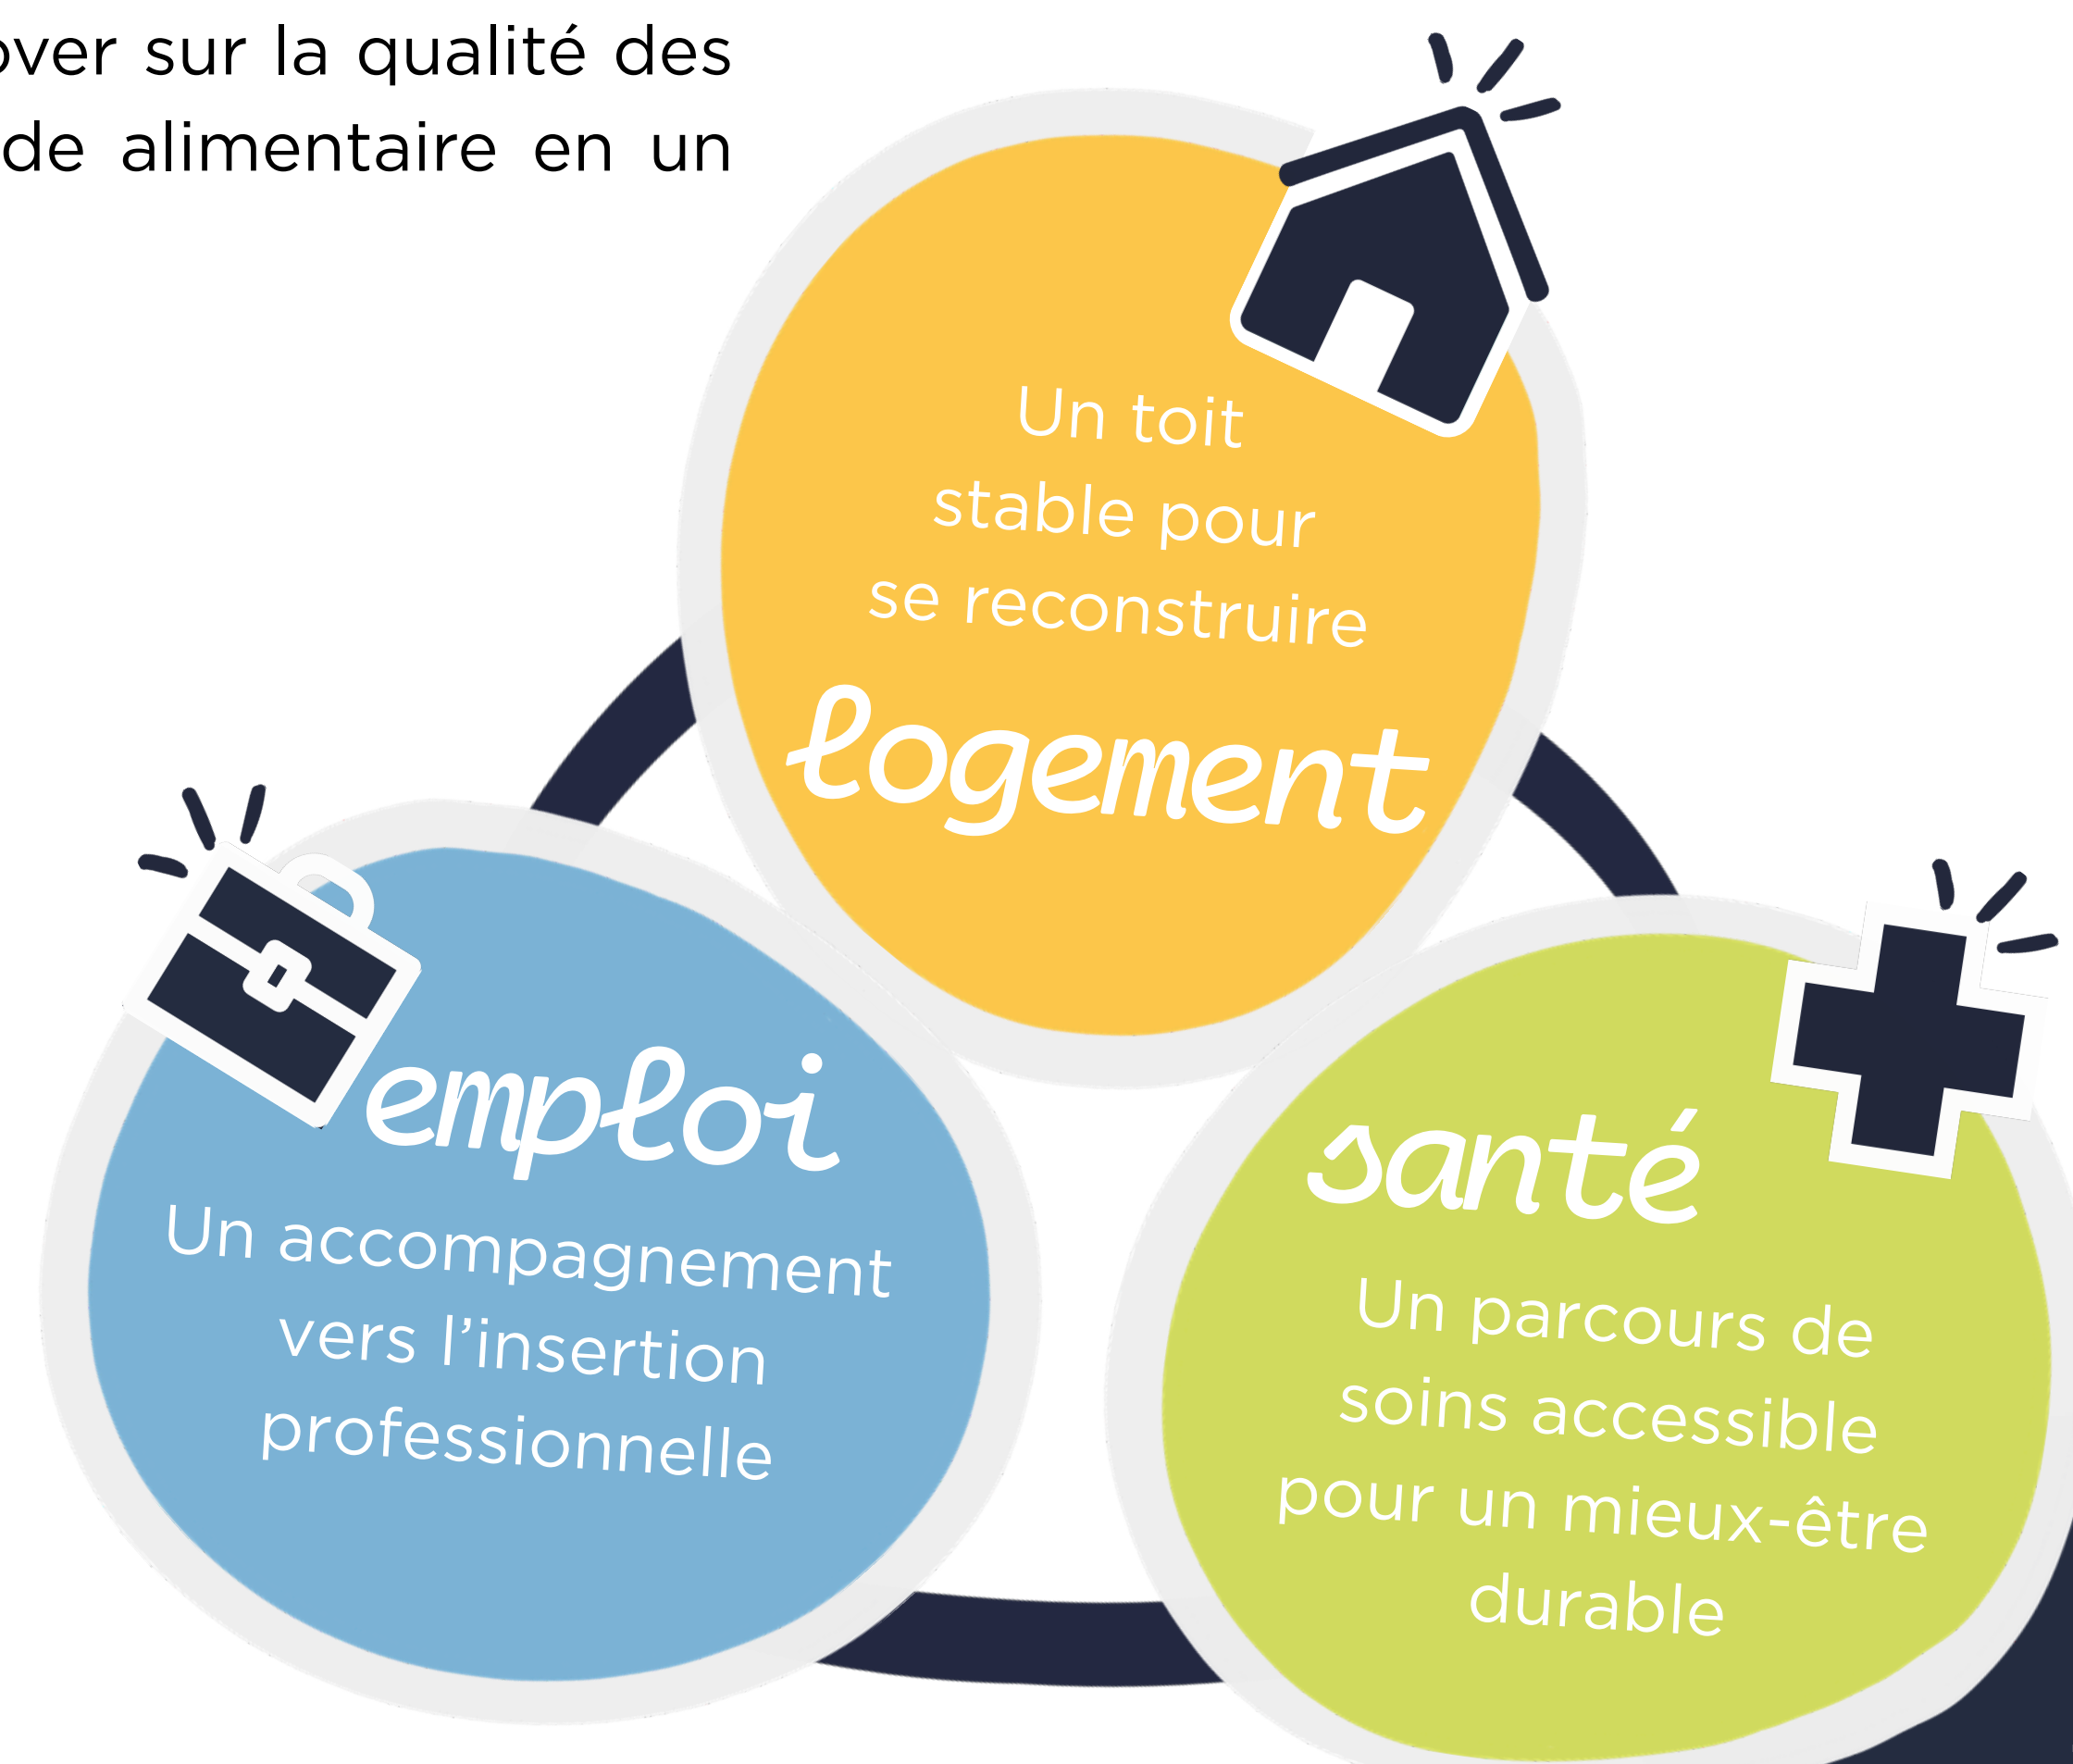 sur la qualité des
de alimentaire en un
Un toit
stable pour
se reconstruire
logement
emploi
Un accompagnement
vers l’insertion
professionnelle
santé
Un parcours de
soins accessible
pour un mieux-être
durable